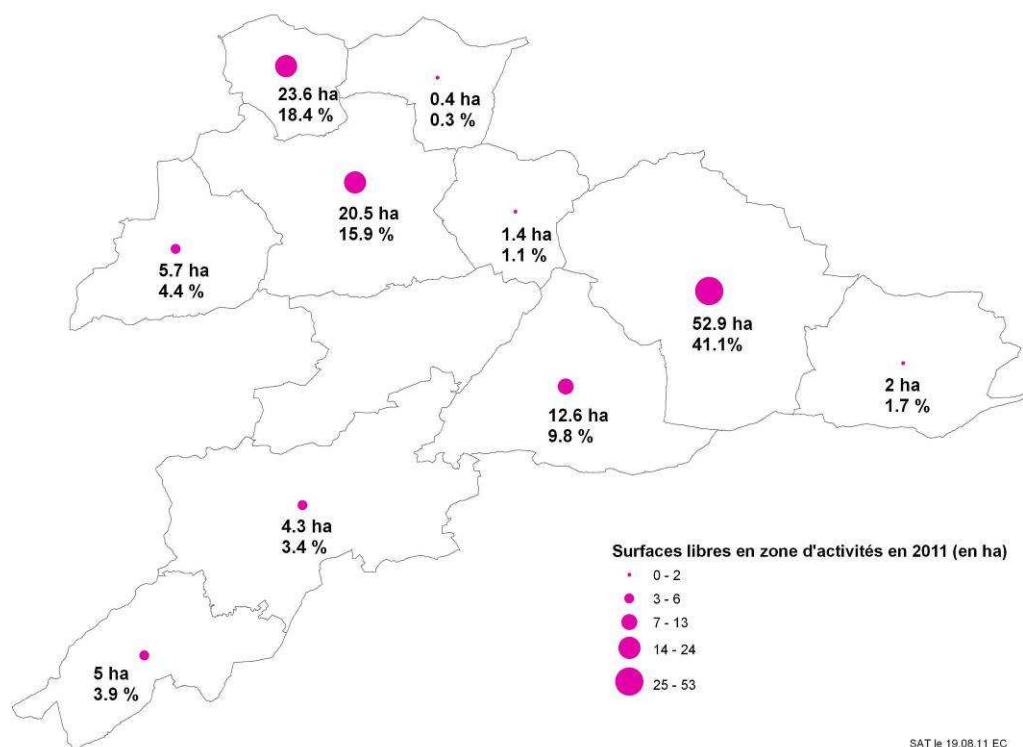 23.6 ha
18.4 %
0.4 ha
0.3 %
20.5 ha
15.9 %
1.4 ha
1.1 %
5.7 ha
4.4 %
52.9 ha
41.1%
2 ha
1.7 %
12.6 ha
9.8 %
4.3 ha
3.4 %
5 ha
3.9 %
Surfaces libres en zone d'activités en 2011 (en ha)
0 - 2
3 - 6
7 - 13
14 - 24
25 - 53
SAT le 19.08.11 EC